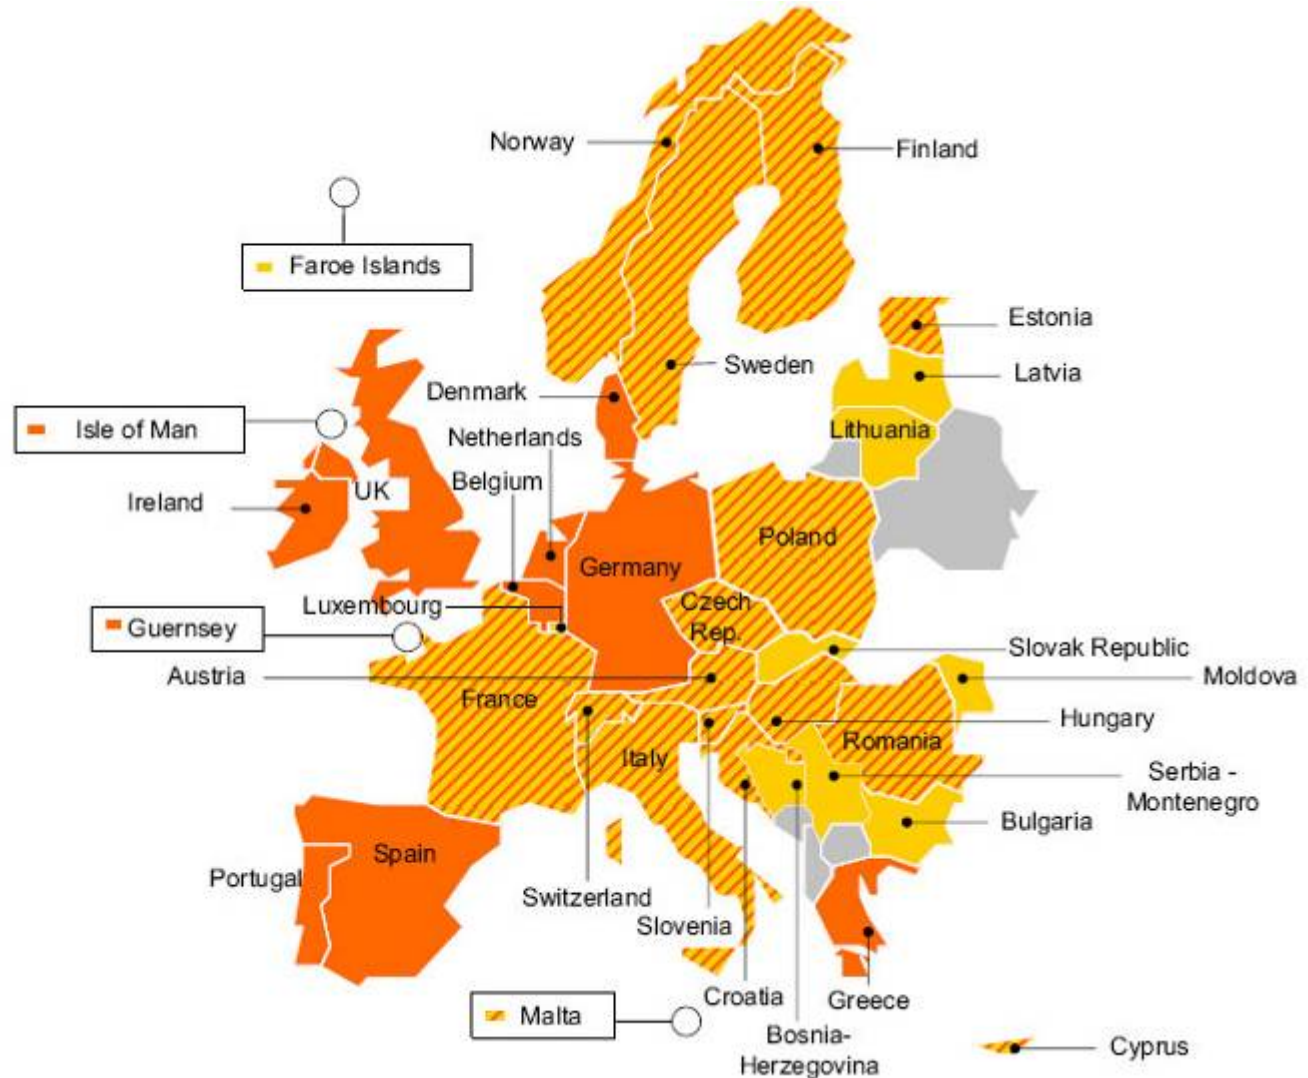 Norway
Finland
Faroe Islands
Estonia
Sweden
Latvia
Denmark
Isle of Man
Netherlands
Lithuania
Belgium
UK
Ireland
Poland
Germany
Luxembourg
Czech
Rep.
Guernsey
Slovak Republic
Austria
Moldova
France
Hungary
Italy
Romania
Serbia -
Montenegro
Bulgaria
Spain
Portugal
Switzerland
Slovenia
Croatia
Greece
Malta
Bosnia-
Herzegovina
Cyprus